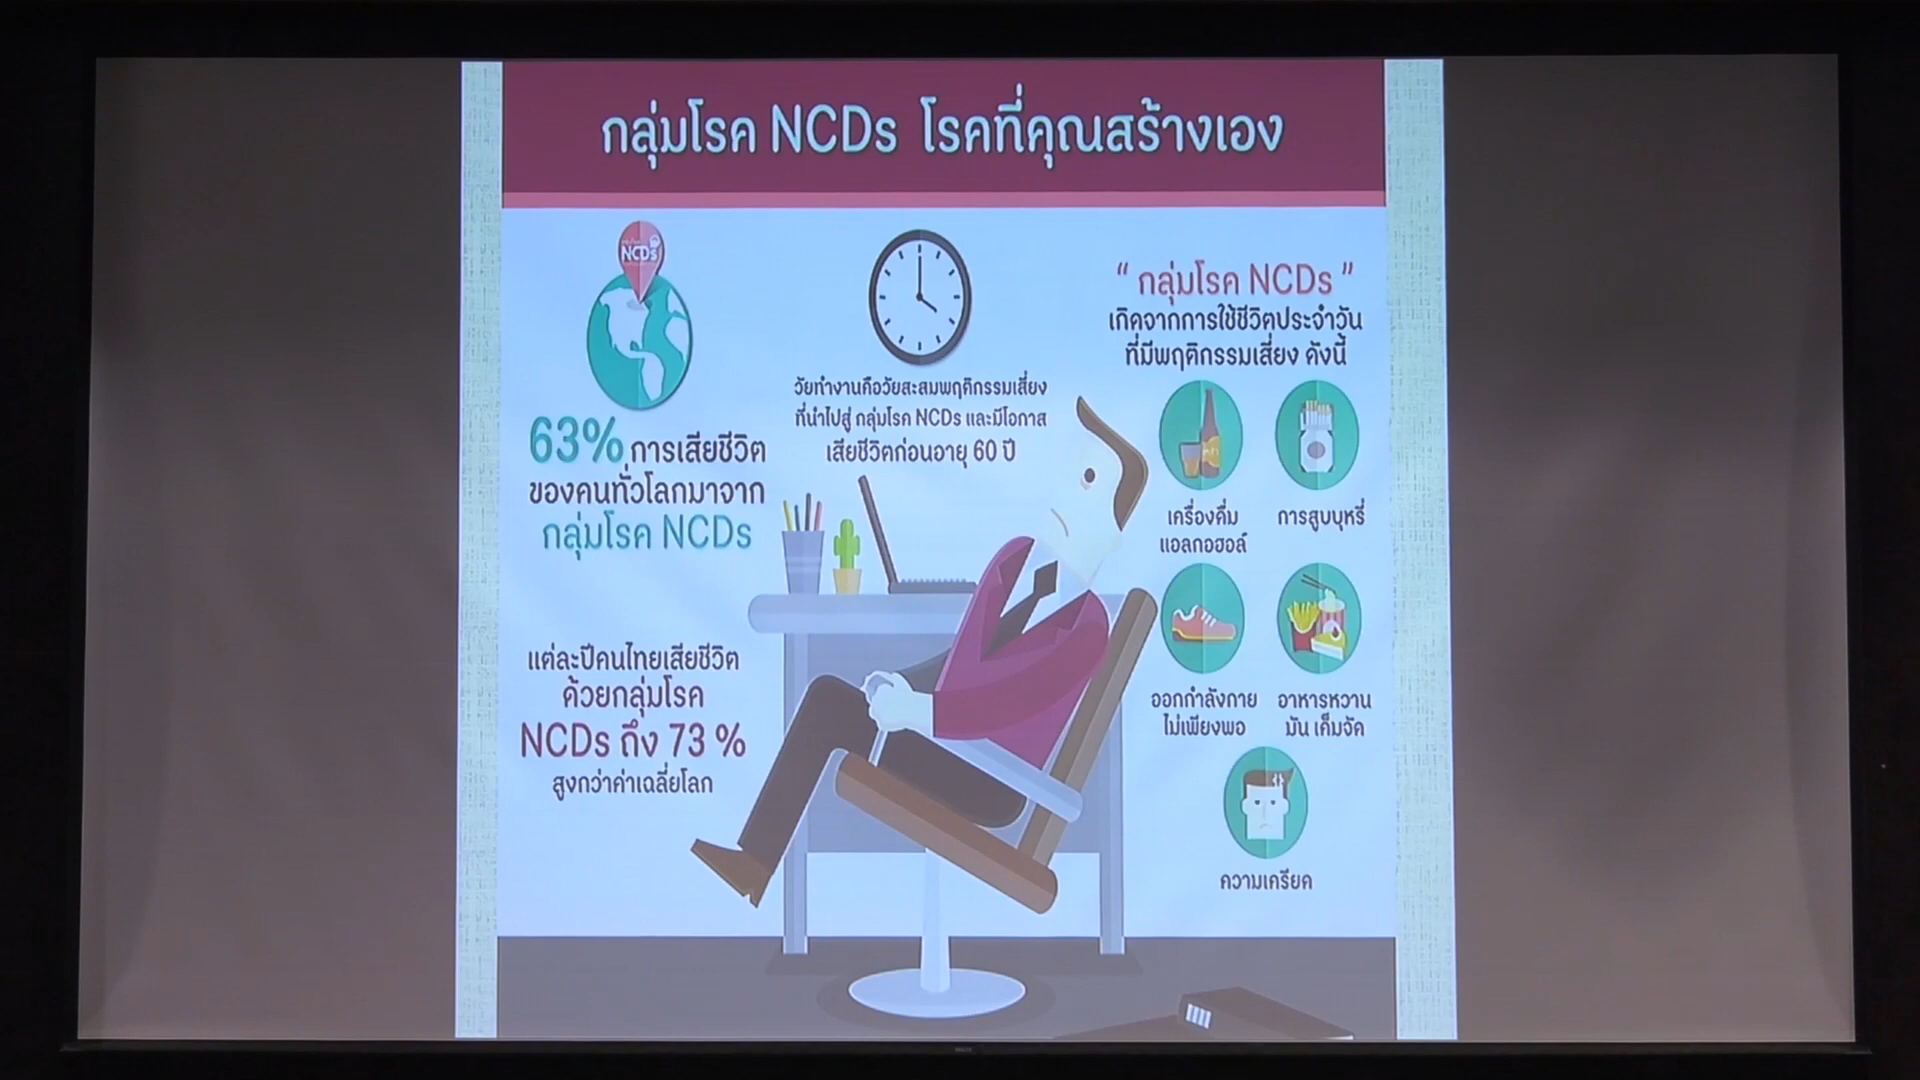 กลุ่มโรค NCDs โรคที่คุณสร้างเอง
NCDs
63% การเสียชีวิต
ของคนทั่วโลกมาจาก
กลุ่มโรค NCDs
แต่ละปีคนไทยเสียชีวิต
ด้วยกลุ่มโรค
NCDs ถึง 73 %
สูงกว่าค่าเฉลี่ยโลก
วัยทำงานคือวัยสะสมพฤติกรรมเสี่ยง
ที่นำไปสู่ กลุ่มโรค NCDs และมีโอกาส
เสียชีวิตก่อนอายุ 60 ปี
“ กลุ่มโรค NCDs ”
เกิดจากการใช้ชีวิตประจำวัน
ที่มีพฤติกรรมเสี่ยง ดังนี้
เครื่องดื่ม
แอลกอฮอล์
การสูบบุหรี่
ออกกำลังกาย
ไม่เพียงพอ
อาหารหวาน
มัน เค็มจัด
ความเครียด